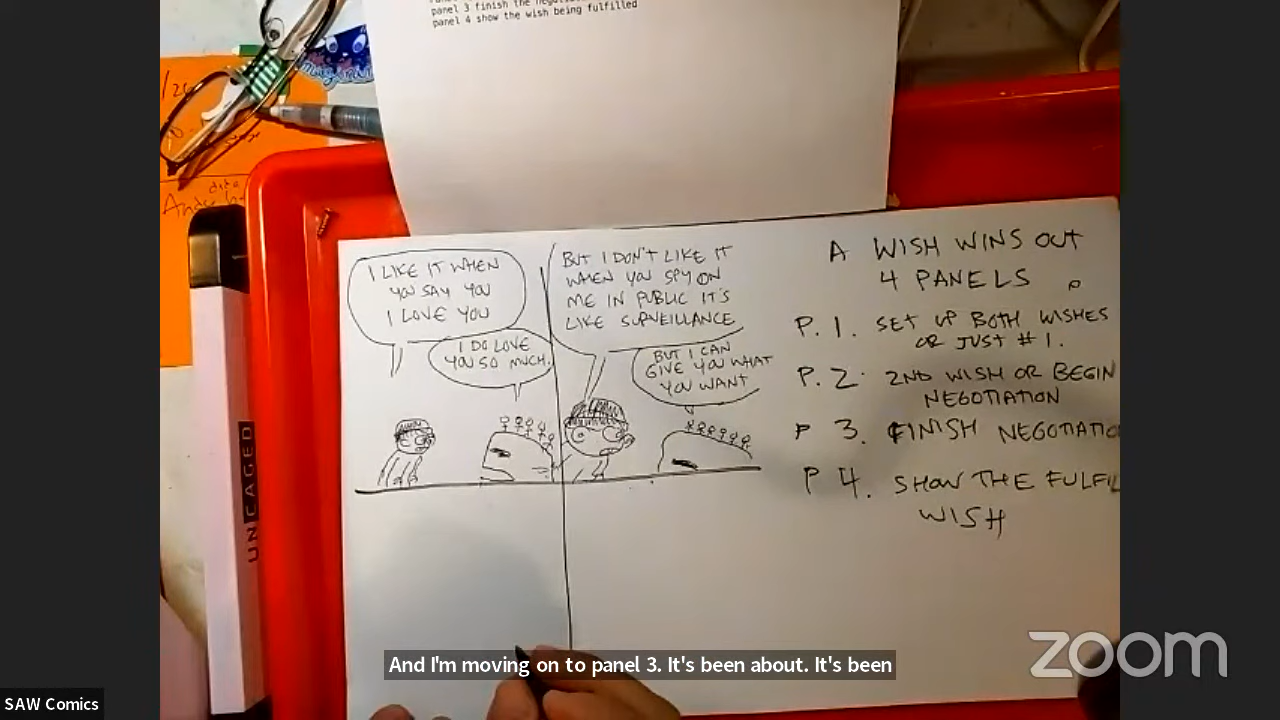 panel 3 finish the
panel 4 show the wish being fulfilled
I LIKE IT WHEN
YOU SAY YOU
I LOVE YOU
I DO LOVE
YOU SO MUCH.
BUT I DON'T LIKE IT
WHEN YOU SPY ON
ME IN PUBLIC IT'S
LIKE SURVEILLANCE
BUT I CAN
GIVE YOU WHAT
YOU WANT
A WISH WINS OUT
4 PANELS
P. 1. SET UP BOTH WISHES
OR JUST #1.
P. 2. 2ND WISH OR BEGIN
NEGOTIATION
P 3. FINISH NEGOTIATIO
P 4. SHOW THE FULFIL
WISH
UNCAGED
And I'm moving on to panel 3. It's been about. It's been
zoom
SAW Comics